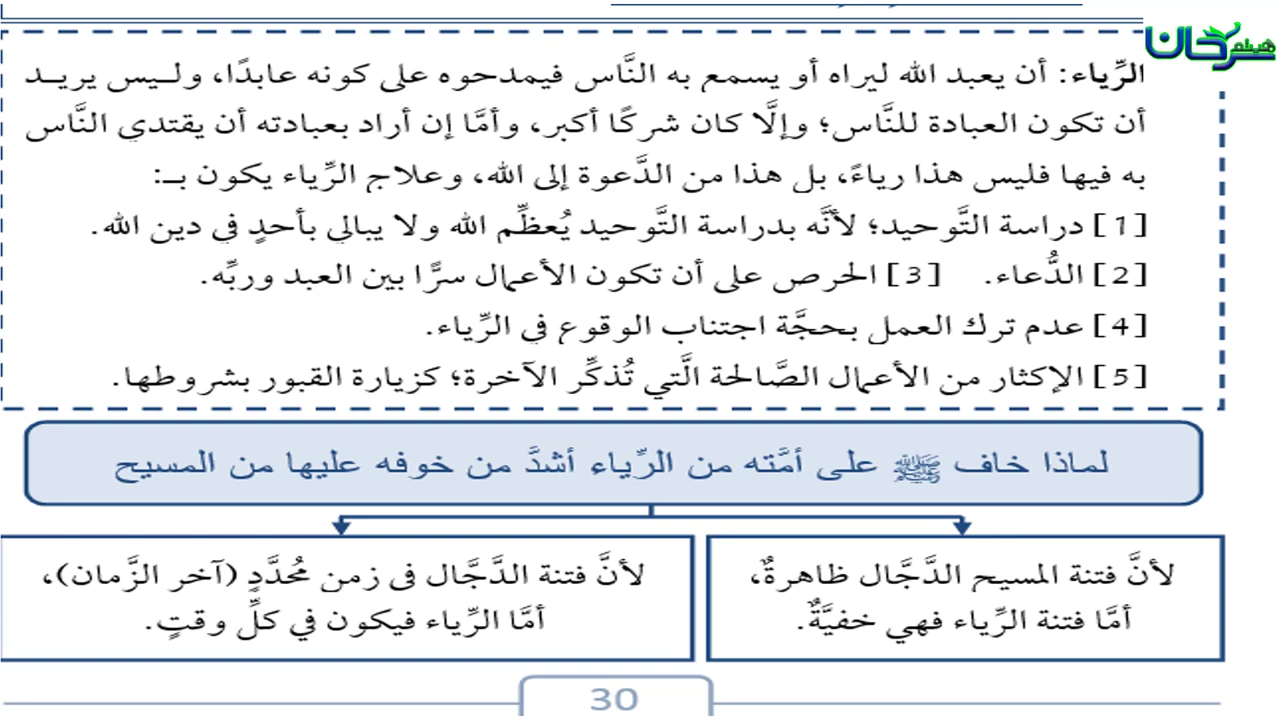 هيثم سرحان
الرِّياء: أن يعبد الله ليراه أو يسمع به النَّاس فيمدحوه على كونه عابدًا، وليس يريد
أن تكون العبادة للنَّاس؛ وإلَّا كان شركًا أكبر، وأمَّا إن أراد بعبادته أن يقتدي النَّاس
به فيها فليس هذا رياءً، بل هذا من الدَّعوة إلى الله، وعلاج الرِّياء يكون بـ:
[1] دراسة التَّوحيد؛ لأنَّه بدراسة التَّوحيد يُعظِّم الله ولا يبالي بأحدٍ في دين الله.
[2] الدُّعاء. [3] الحرص على أن تكون الأعمال سرًّا بين العبد وربِّه.
[4] عدم ترك العمل بحجَّة اجتناب الوقوع في الرِّياء.
[5] الإكثار من الأعمال الصَّالحة الَّتي تُذكِّر الآخرة؛ كزيارة القبور بشروطها.
لماذا خاف ﷺ على أمَّته من الرِّياء أشدَّ من خوفه عليها من المسيح
لأنَّ فتنة المسيح الدَّجَّال ظاهرةٌ،
أمَّا فتنة الرِّياء فهي خفيَّةٌ.
لأنَّ فتنة الدَّجَّال في زمن مُحدَّدٍ (آخر الزَّمان)،
أمَّا الرِّياء فيكون في كلِّ وقتٍ.
30